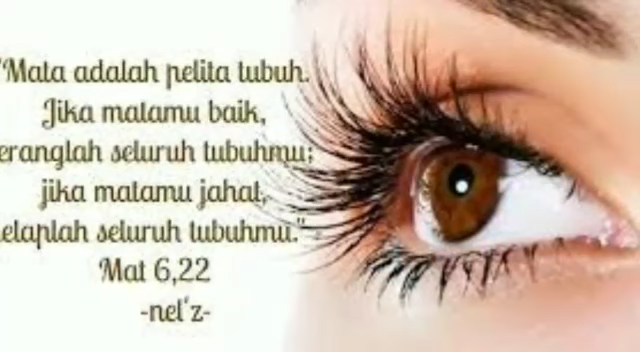 "Mata adalah pelita tubuh.
Jika matamu baik,
eranglah seluruh tubuhmu;
jika matamu jahat,
elaplah seluruh tubuhmu."
Mat 6,22
-nel'z-